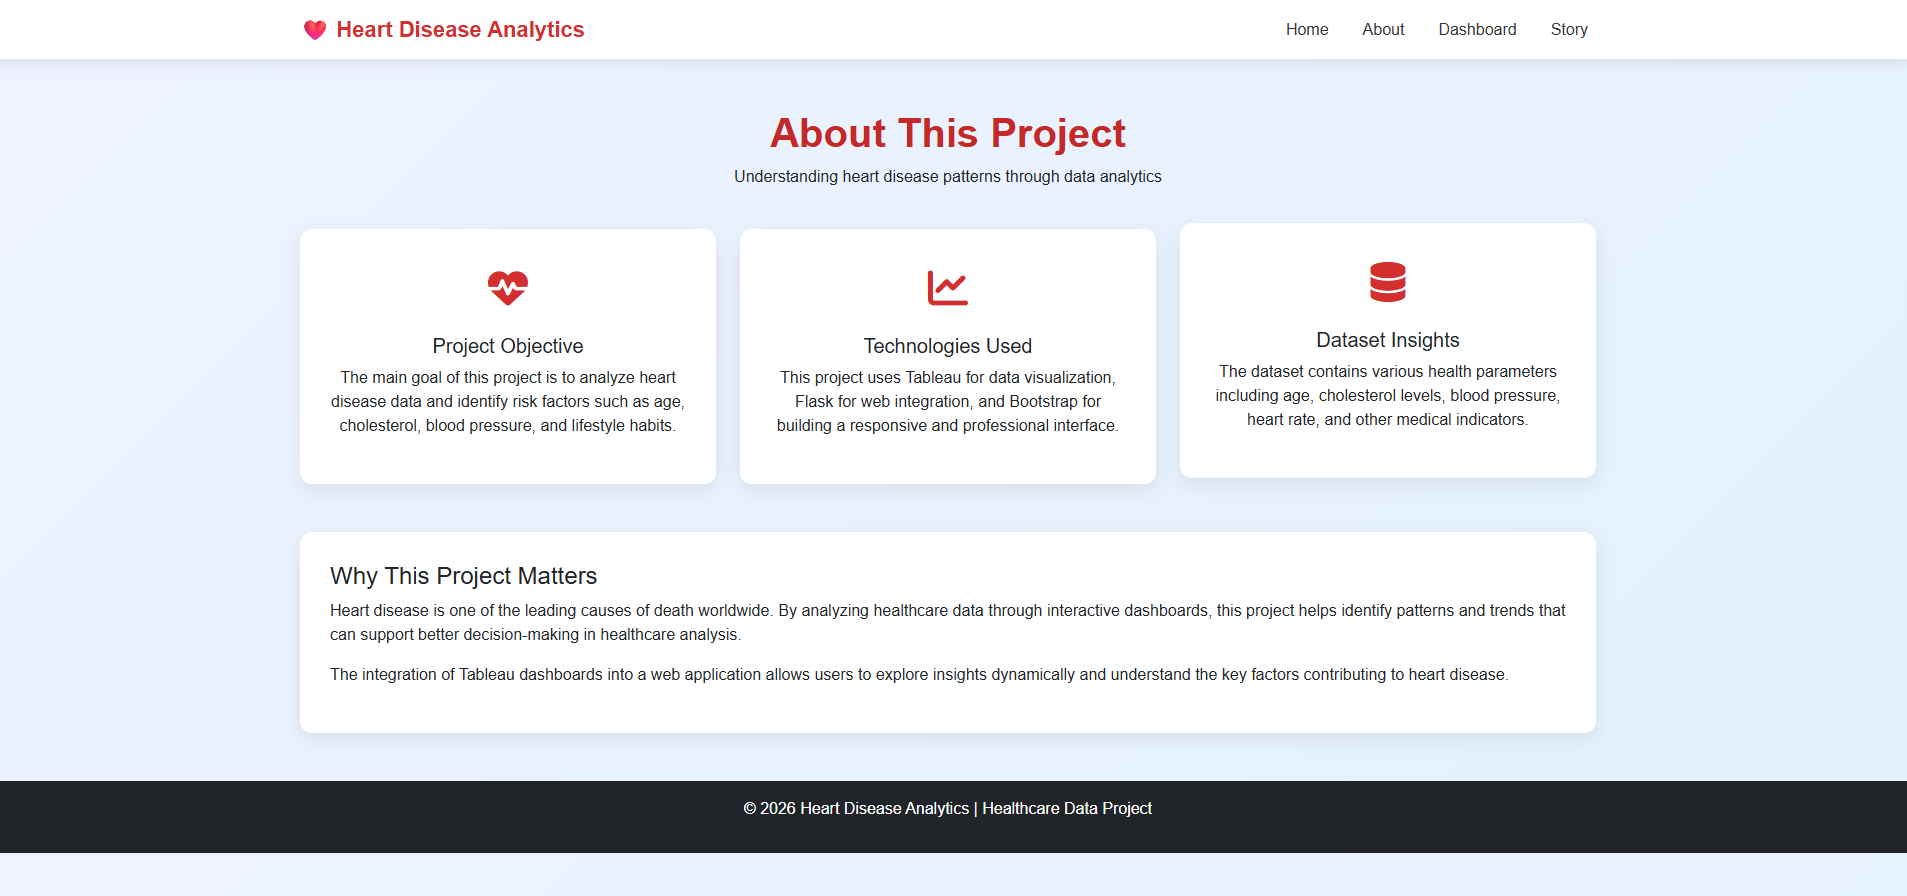 Heart Disease Analytics
Home
About
Dashboard
Story
About This Project
Understanding heart disease patterns through data analytics
Project Objective
The main goal of this project is to analyze heart
disease data and identify risk factors such as age,
cholesterol, blood pressure, and lifestyle habits.
Technologies Used
This project uses Tableau for data visualization,
Flask for web integration, and Bootstrap for
building a responsive and professional interface.
Dataset Insights
The dataset contains various health parameters
including age, cholesterol levels, blood pressure,
heart rate, and other medical indicators.
Why This Project Matters
Heart disease is one of the leading causes of death worldwide. By analyzing healthcare data through interactive dashboards, this project helps identify patterns and trends that
can support better decision-making in healthcare analysis.
The integration of Tableau dashboards into a web application allows users to explore insights dynamically and understand the key factors contributing to heart disease.
© 2026 Heart Disease Analytics | Healthcare Data Project